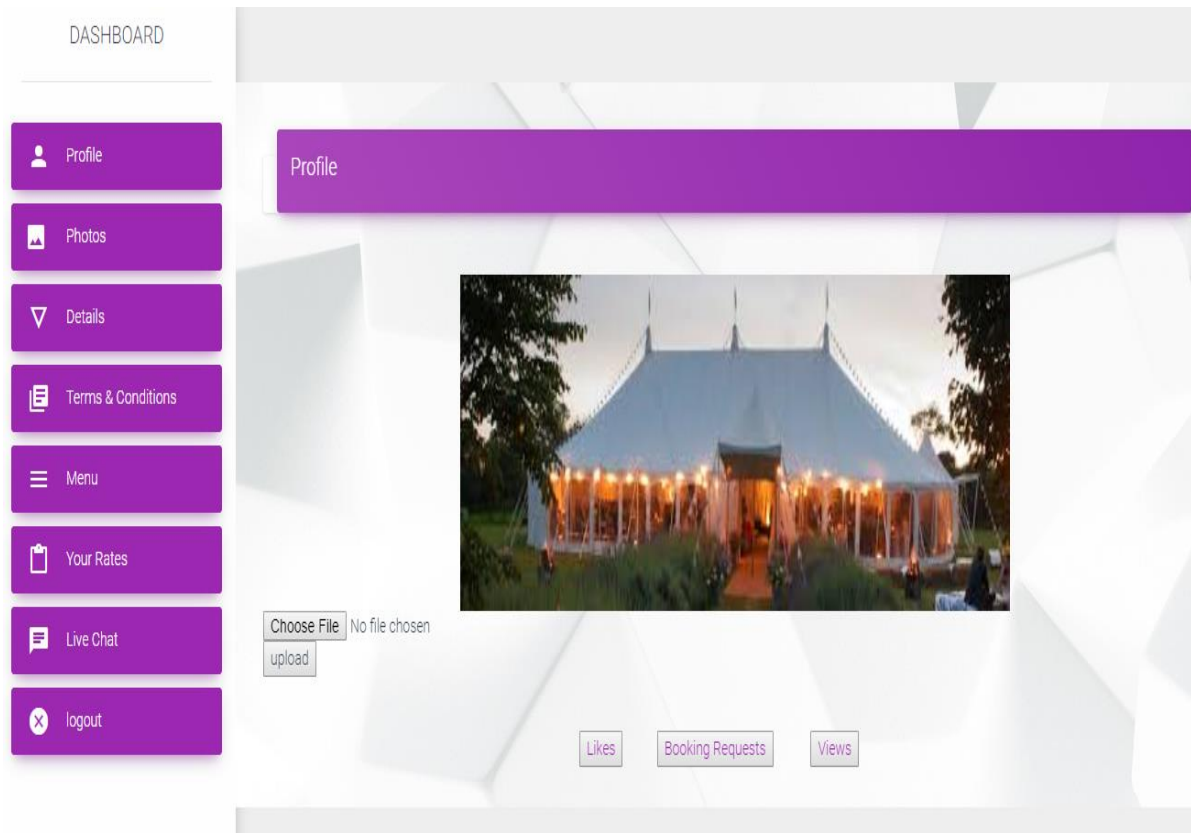 DASHBOARD
Profile
Photos
Details
Terms & Conditions
Menu
Your Rates
Live Chat
logout
Profile
Choose File No file chosen
upload
Likes Booking Requests Views